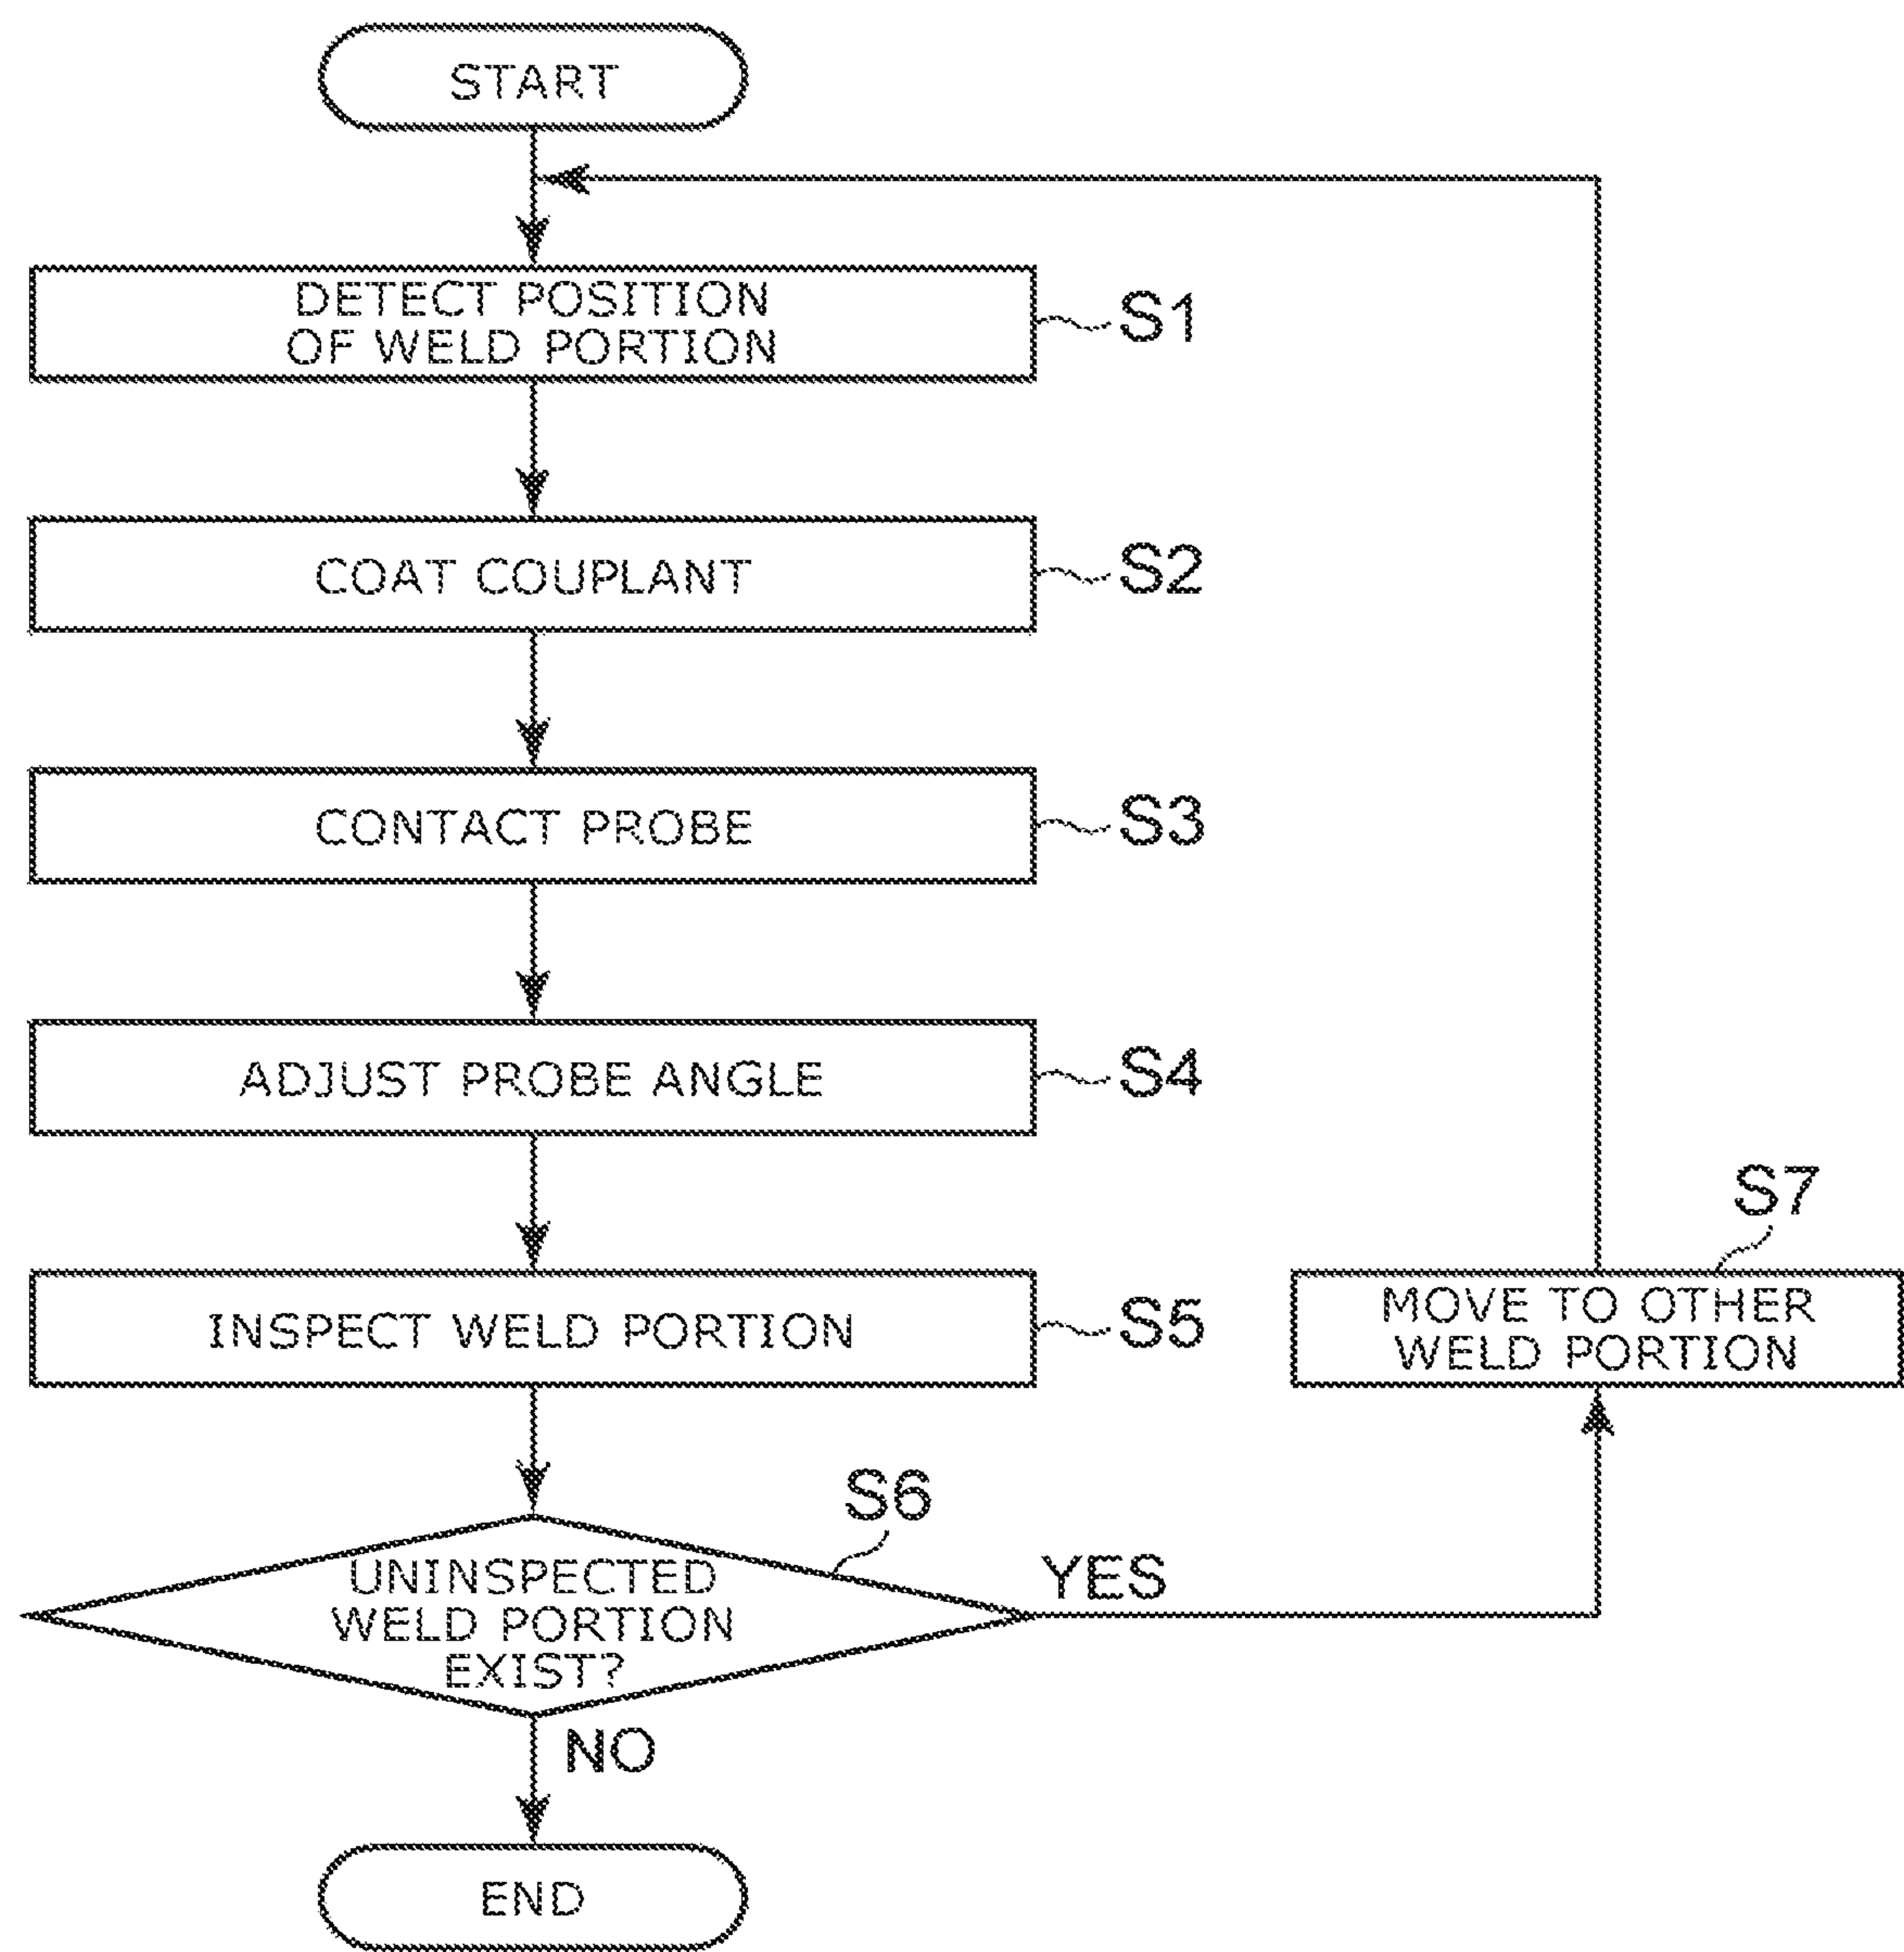 START
DETECT POSITION
OF WELD PORTION
S1
COAT COUPLANT
S2
CONTACT PROBE
S3
ADJUST PROBE ANGLE
S4
INSPECT WELD PORTION
S5
S7
MOVE TO OTHER
WELD PORTION
S6
UNINSPECTED
WELD PORTION
EXIST?
YES
NO
END